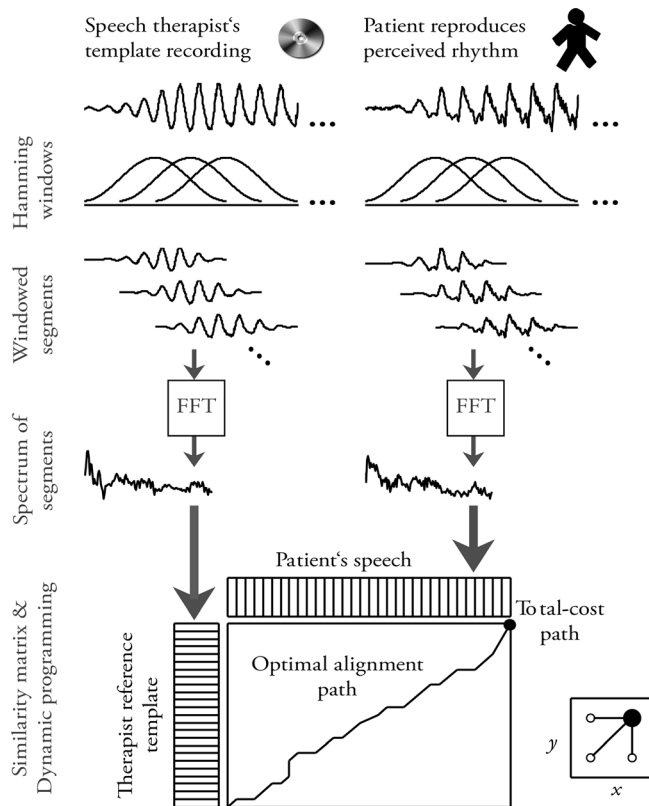 Speech therapist‘s
template recording
Patient reproduces
perceived rhythm
Hamming
windows
Windowed
segments
FFT
FFT
Spectrum of
segments
Similarity matrix &
Dynamic programming
Patient‘s speech
Total-cost
path
Therapist reference
template
Optimal alignment
path
y
x